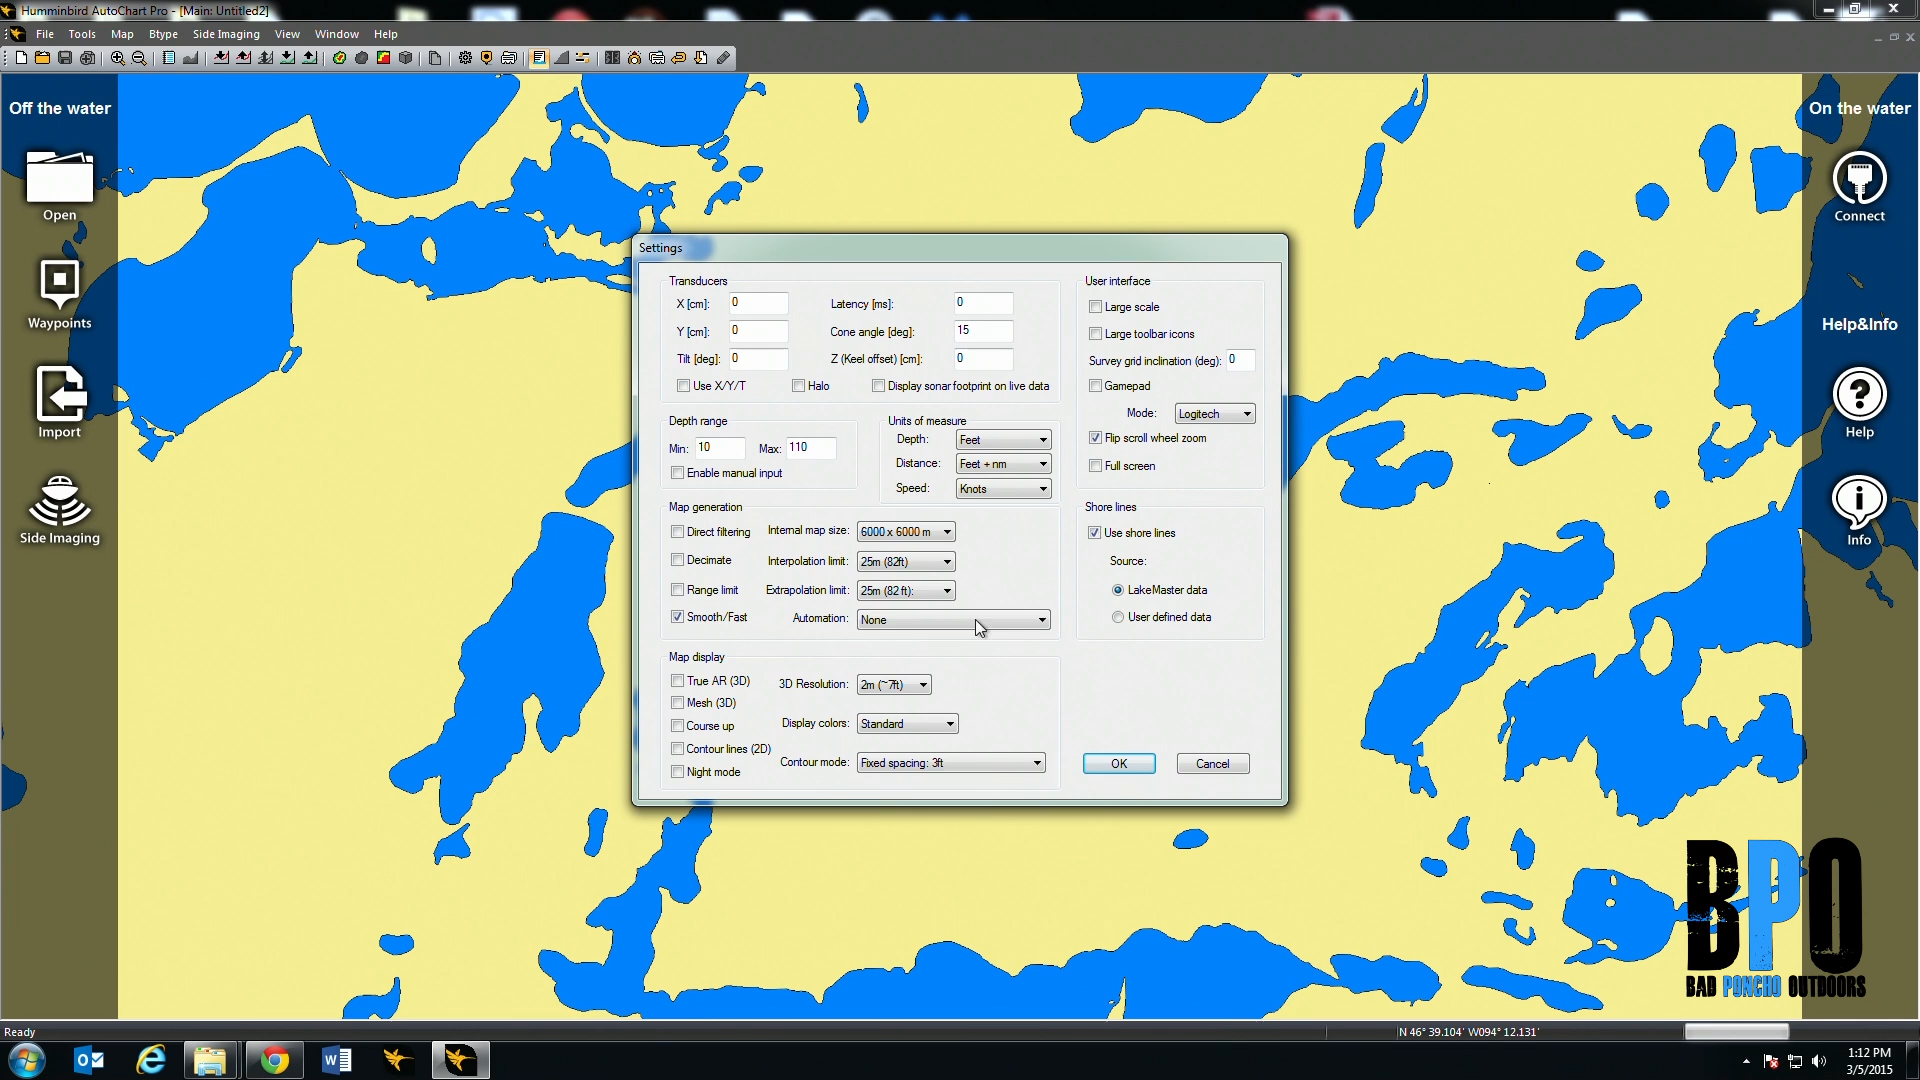 Humminbird AutoChart Pro - [Main: Untitled2]
File Tools Map Btype Side Imaging View Window Help
Off the water
On the water
Open
Connect
Waypoints
Help&Info
Import
Help
Side Imaging
Info
Settings
Transducers
X [cm]: 0 Latency [ms]: 0
Y [cm]: 0 Cone angle [deg]: 15
Tilt [deg]: 0 Z (Keel offset) [cm]: 0
Use X/Y/T Halo Display sonar footprint on live data
Depth range
Min: 10 Max: 110
Enable manual input
Units of measure
Depth: Feet
Distance: Feet + nm
Speed: Knots
Map generation
Direct filtering Internal map size: 6000 x 6000 m
Decimate Interpolation limit: 25m (82ft)
Range limit Extrapolation limit: 25m (82 ft):
Smooth/Fast Automation: None
Map display
True AR (3D) 3D Resolution: 2m (~7ft)
Mesh (3D)
Course up Display colors: Standard
Contour lines (2D)
Contour mode: Fixed spacing: 3ft
Night mode
User interface
Large scale
Large toolbar icons
Survey grid inclination (deg): 0
Gamepad
Mode: Logitech
Flip scroll wheel zoom
Full screen
Shore lines
Use shore lines
Source:
LakeMaster data
User defined data
OK Cancel
BPO
BAD PONCHO OUTDOORS
Ready
N 46° 39.104' W094° 12.131'
1:12 PM
3/5/2015